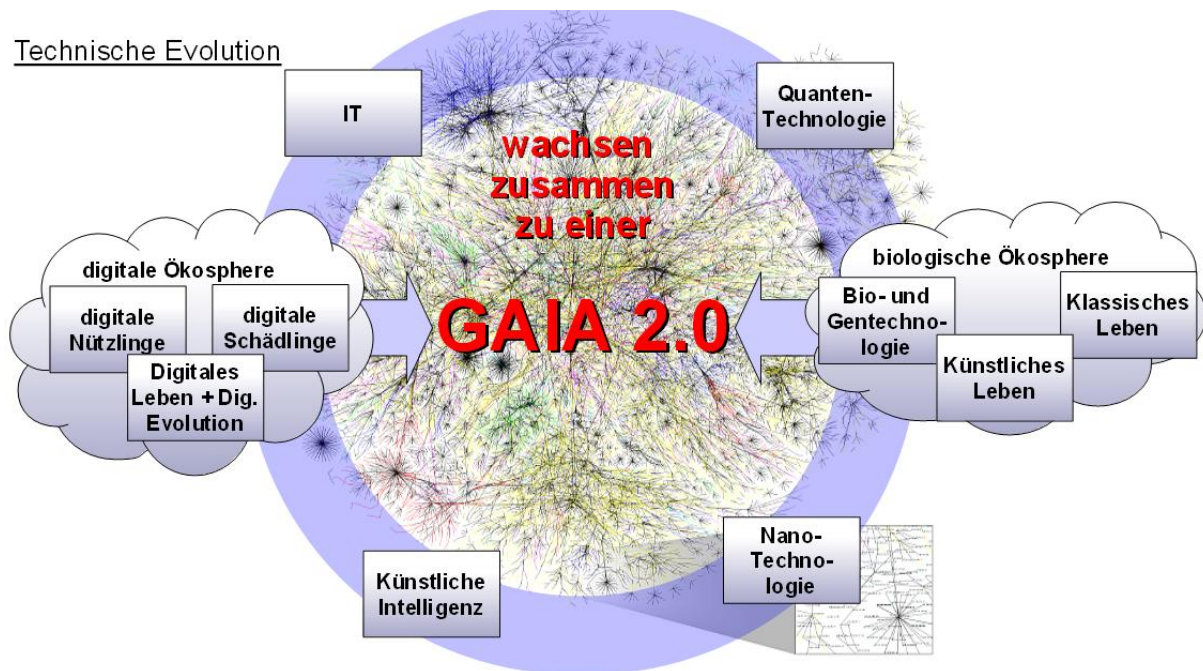 Technische Evolution
IT
Quanten-
Technologie
wachsen
zusammen
zu einer
GAIA 2.0
digitale Ökosphere
digitale
Nützlinge
digitale
Schädlinge
Digitales
Leben + Dig.
Evolution
biologische Ökosphere
Bio- und
Gentechno-
logie
Klassisches
Leben
Künstliches
Leben
Künstliche
Intelligenz
Nano-
Techno-
logie